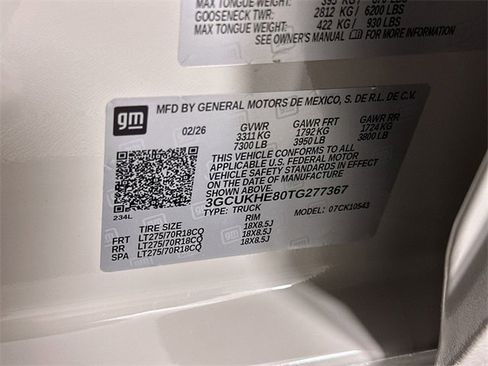 MAX TONGUE WEIGHT: 395 KG / 870 LBS
GOOSENECK TWR: 2812 KG / 6200 LBS
MAX TONGUE WEIGHT: 422 KG / 930 LBS
SEE OWNER'S MANUAL FOR MORE INFORMATION
gm
MFD BY GENERAL MOTORS DE MEXICO, S. DE R.L. DE C.V.
02/26 GVWR GAWR FRT GAWR RR
3311 KG 1792 KG 1724 KG
7300 LB 3950 LB 3800 LB
THIS VEHICLE CONFORMS TO ALL
APPLICABLE U.S. FEDERAL MOTOR
VEHICLE SAFETY STANDARDS IN EFFECT
ON THE DATE OF MANUFACTURE
SHOWN ABOVE.
3GCUKHE80TG277367
234L TYPE: TRUCK MODEL: 07CK10543
TIRE SIZE RIM
FRT LT275/70R18CQ 18X8.5J
RR LT275/70R18CQ 18X8.5J
SPA LT275/70R18CQ 18X8.5J